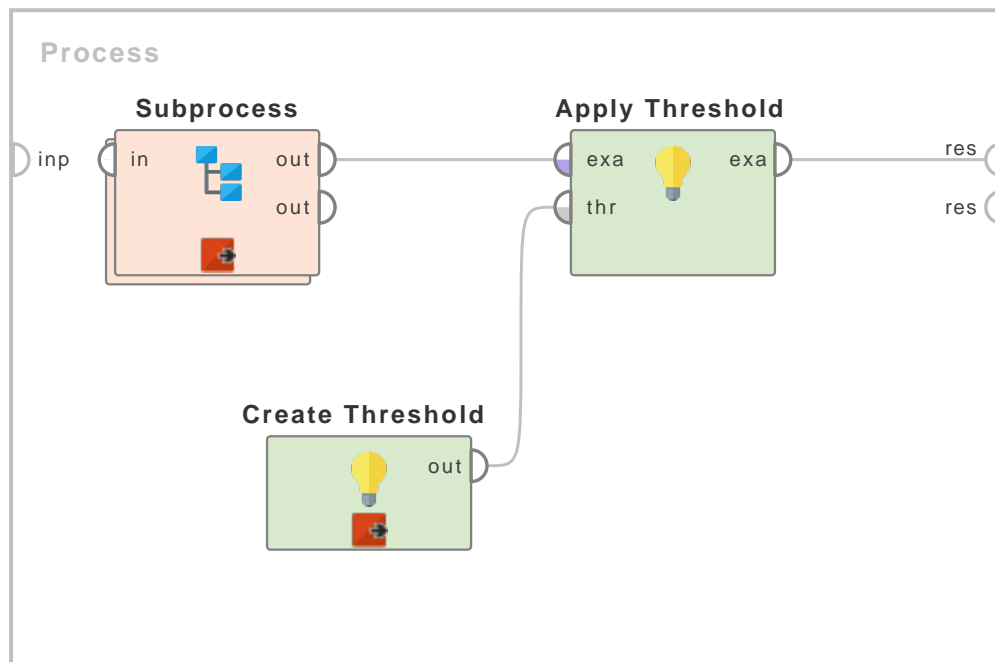 Process
Subprocess
Apply Threshold
inp
in
out
exa
exa
res
out
thr
res
Create Threshold
out